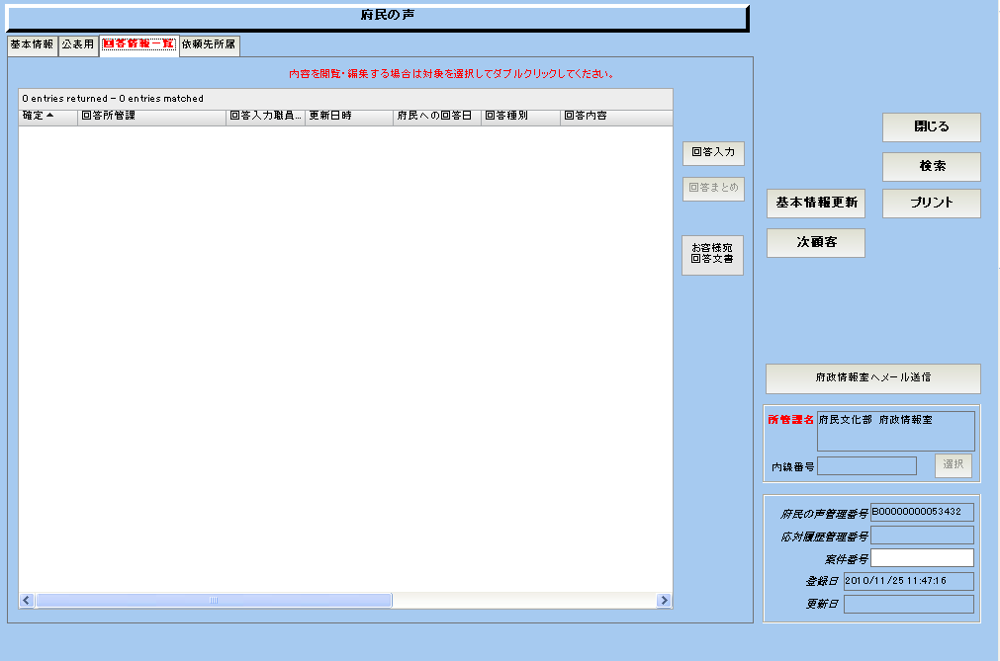 府民の声
基本情報 公表用 回答情報一覧 依頼先所属
内容を閲覧・編集する場合は対象を選択してダブルクリックしてください。
0 entries returned - 0 entries matched
確定 回答所管課 回答入力職員... 更新日時 府民への回答日 回答種別 回答内容
回答入力
回答まとめ
お客様宛
回答文書
閉じる
検索
基本情報更新 プリント
次顧客
府政情報室へメール送信
所管課名 府民文化部 府政情報室
内線番号 選択
府民の声管理番号 B00000000053432
応対履歴管理番号
案件番号
登録日 2010/11/25 11:47:16
更新日